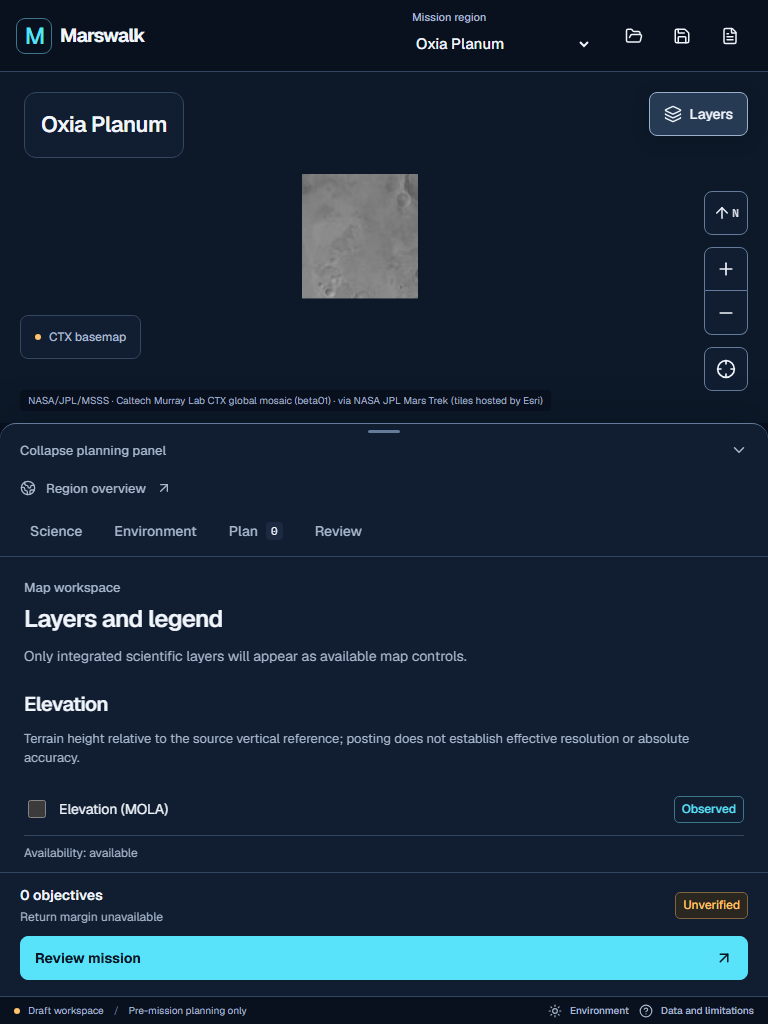 M Marswalk
Mission region
Oxia Planum
Oxia Planum
Layers
N
CTX basemap
NASA/JPL/MSSS · Caltech Murray Lab CTX global mosaic (beta01) · via NASA JPL Mars Trek (tiles hosted by Esri)
Collapse planning panel
Region overview
Science Environment Plan 0 Review
Map workspace
Layers and legend
Only integrated scientific layers will appear as available map controls.
Elevation
Terrain height relative to the source vertical reference; posting does not establish effective resolution or absolute
accuracy.
Elevation (MOLA) Observed
Availability: available
0 objectives
Return margin unavailable
Unverified
Review mission
Draft workspace / Pre-mission planning only Environment Data and limitations